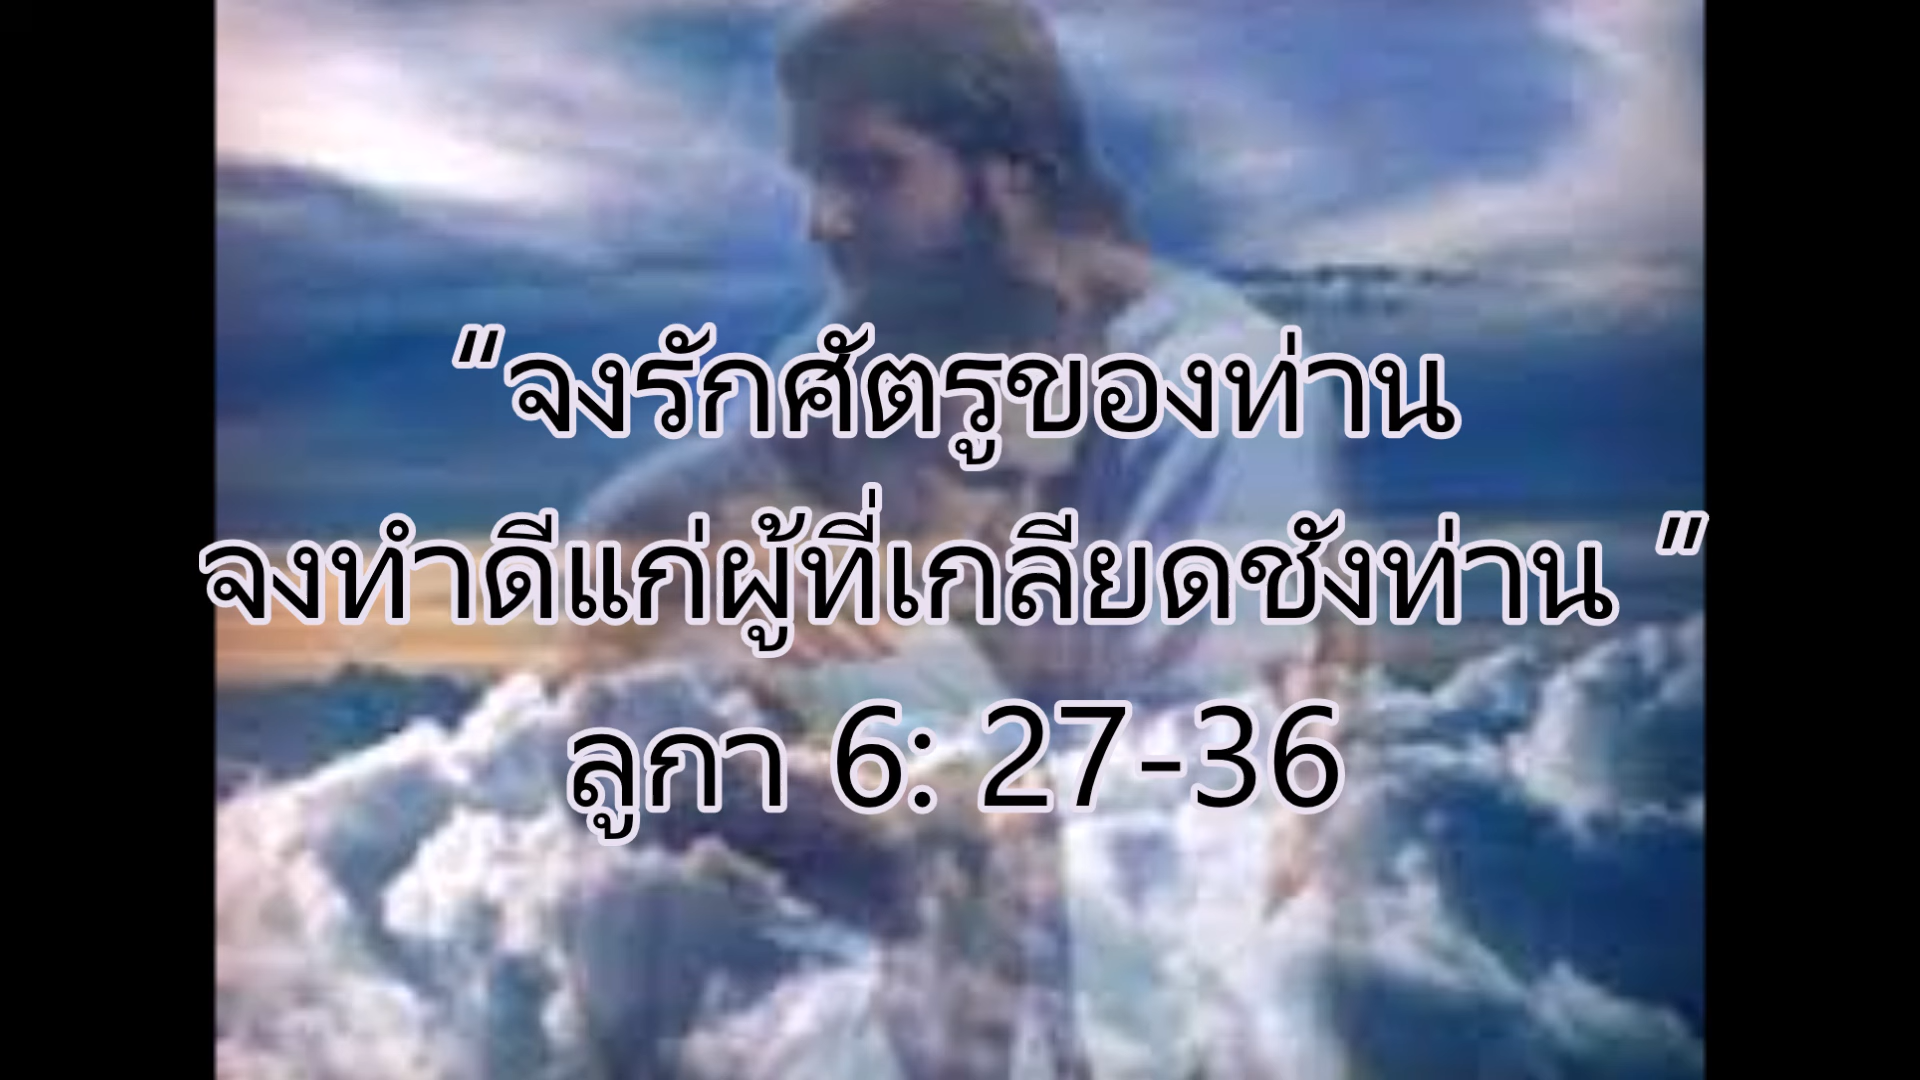 "จงรักศัตรูของท่าน
จงทำดีแก่ผู้ที่เกลียดชังท่าน "
ลูกา 6: 27-36